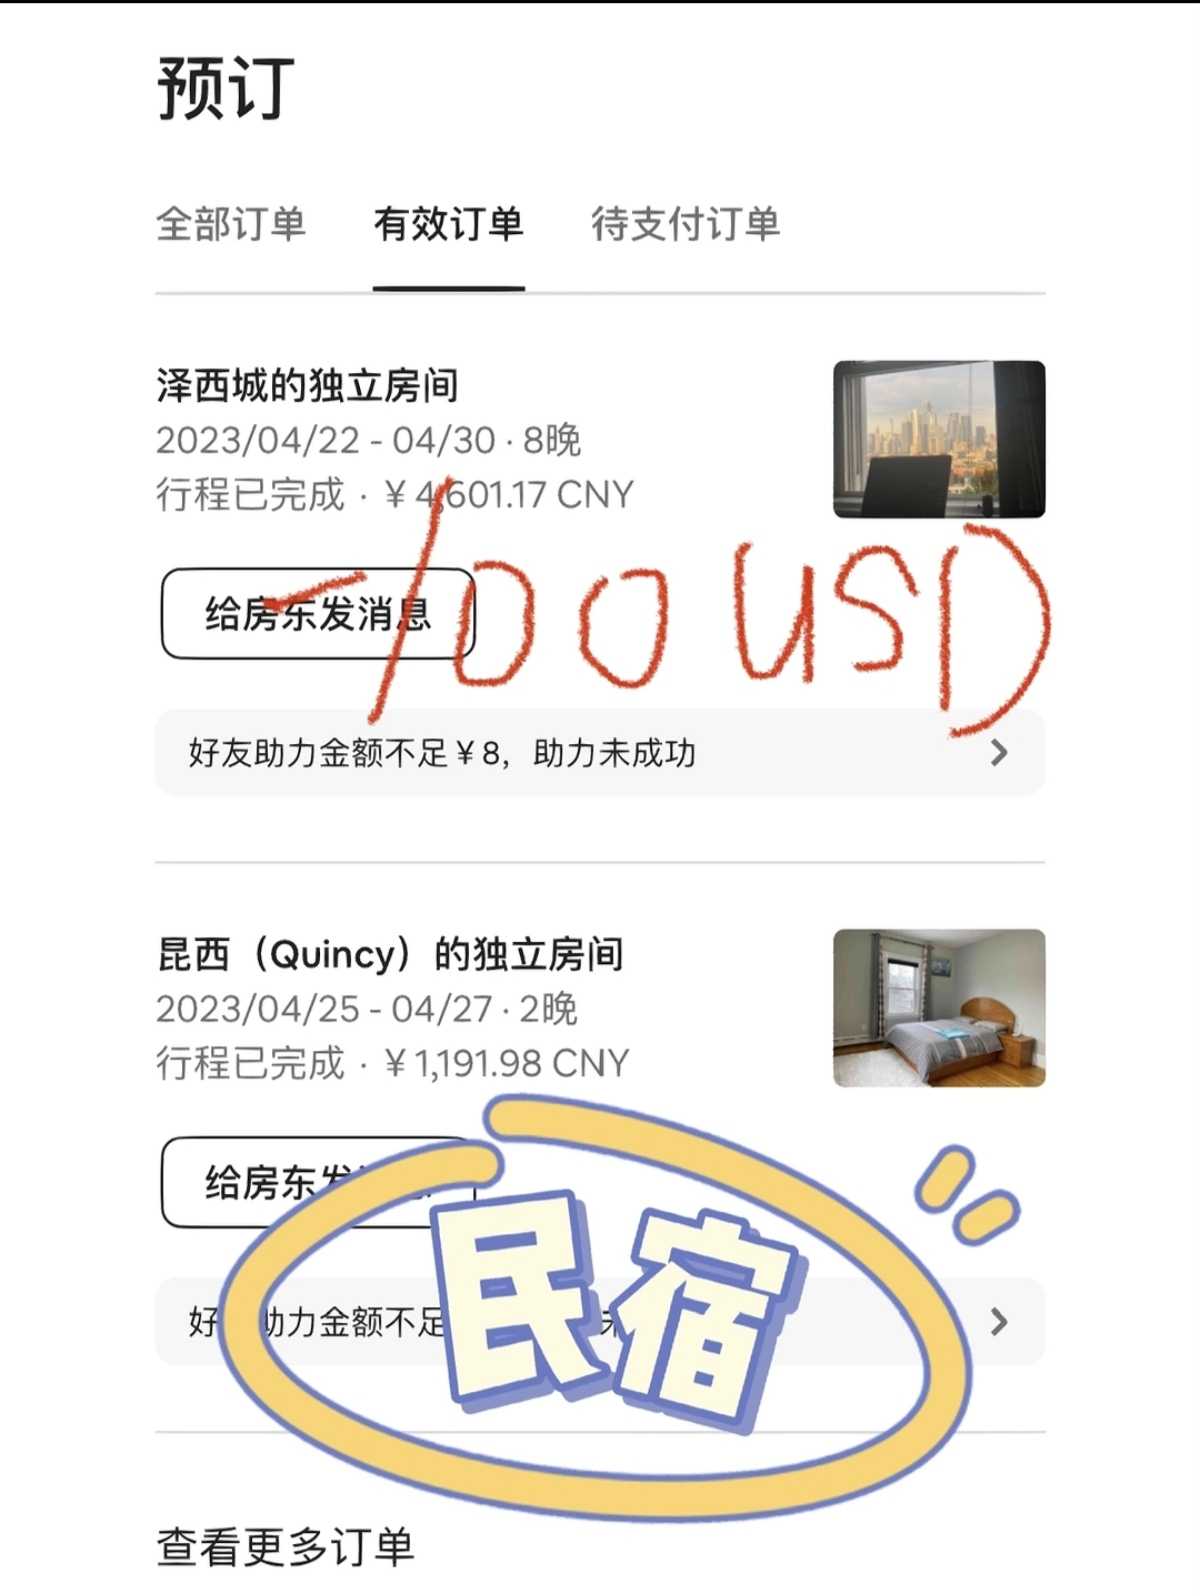 预订
全部订单 有效订单 待支付订单
泽西城的独立房间
2023/04/22 - 04/30 · 8晚
行程已完成 · ¥4,601.17 CNY
-100 USD
给房东发消息
好友助力金额不足¥8，助力未成功
昆西（Quincy）的独立房间
2023/04/25 - 04/27 · 2晚
行程已完成 · ¥1,191.98 CNY
给房东发
民宿
好 助力金额不足
查看更多订单